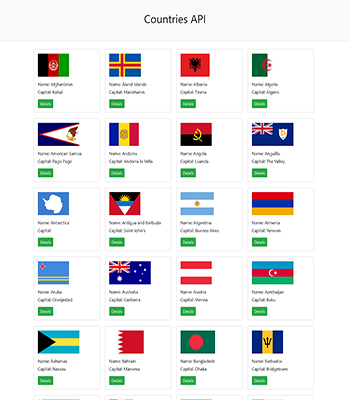 Countries API
Name: Afghanistan
Capital: Kabul
Details
Name: Åland Islands
Capital: Mariehamn
Details
Name: Albania
Capital: Tirana
Details
Name: Algeria
Capital: Algiers
Details
Name: American Samoa
Capital: Pago Pago
Details
Name: Andorra
Capital: Andorra la Vella
Details
Name: Angola
Capital: Luanda
Details
Name: Anguilla
Capital: The Valley
Details
Name: Antarctica
Capital:
Details
Name: Antigua and Barbuda
Capital: Saint John's
Details
Name: Argentina
Capital: Buenos Aires
Details
Name: Armenia
Capital: Yerevan
Details
Name: Aruba
Capital: Oranjestad
Details
Name: Australia
Capital: Canberra
Details
Name: Austria
Capital: Vienna
Details
Name: Azerbaijan
Capital: Baku
Details
Name: Bahamas
Capital: Nassau
Details
Name: Bahrain
Capital: Manama
Details
Name: Bangladesh
Capital: Dhaka
Details
Name: Barbados
Capital: Bridgetown
Details